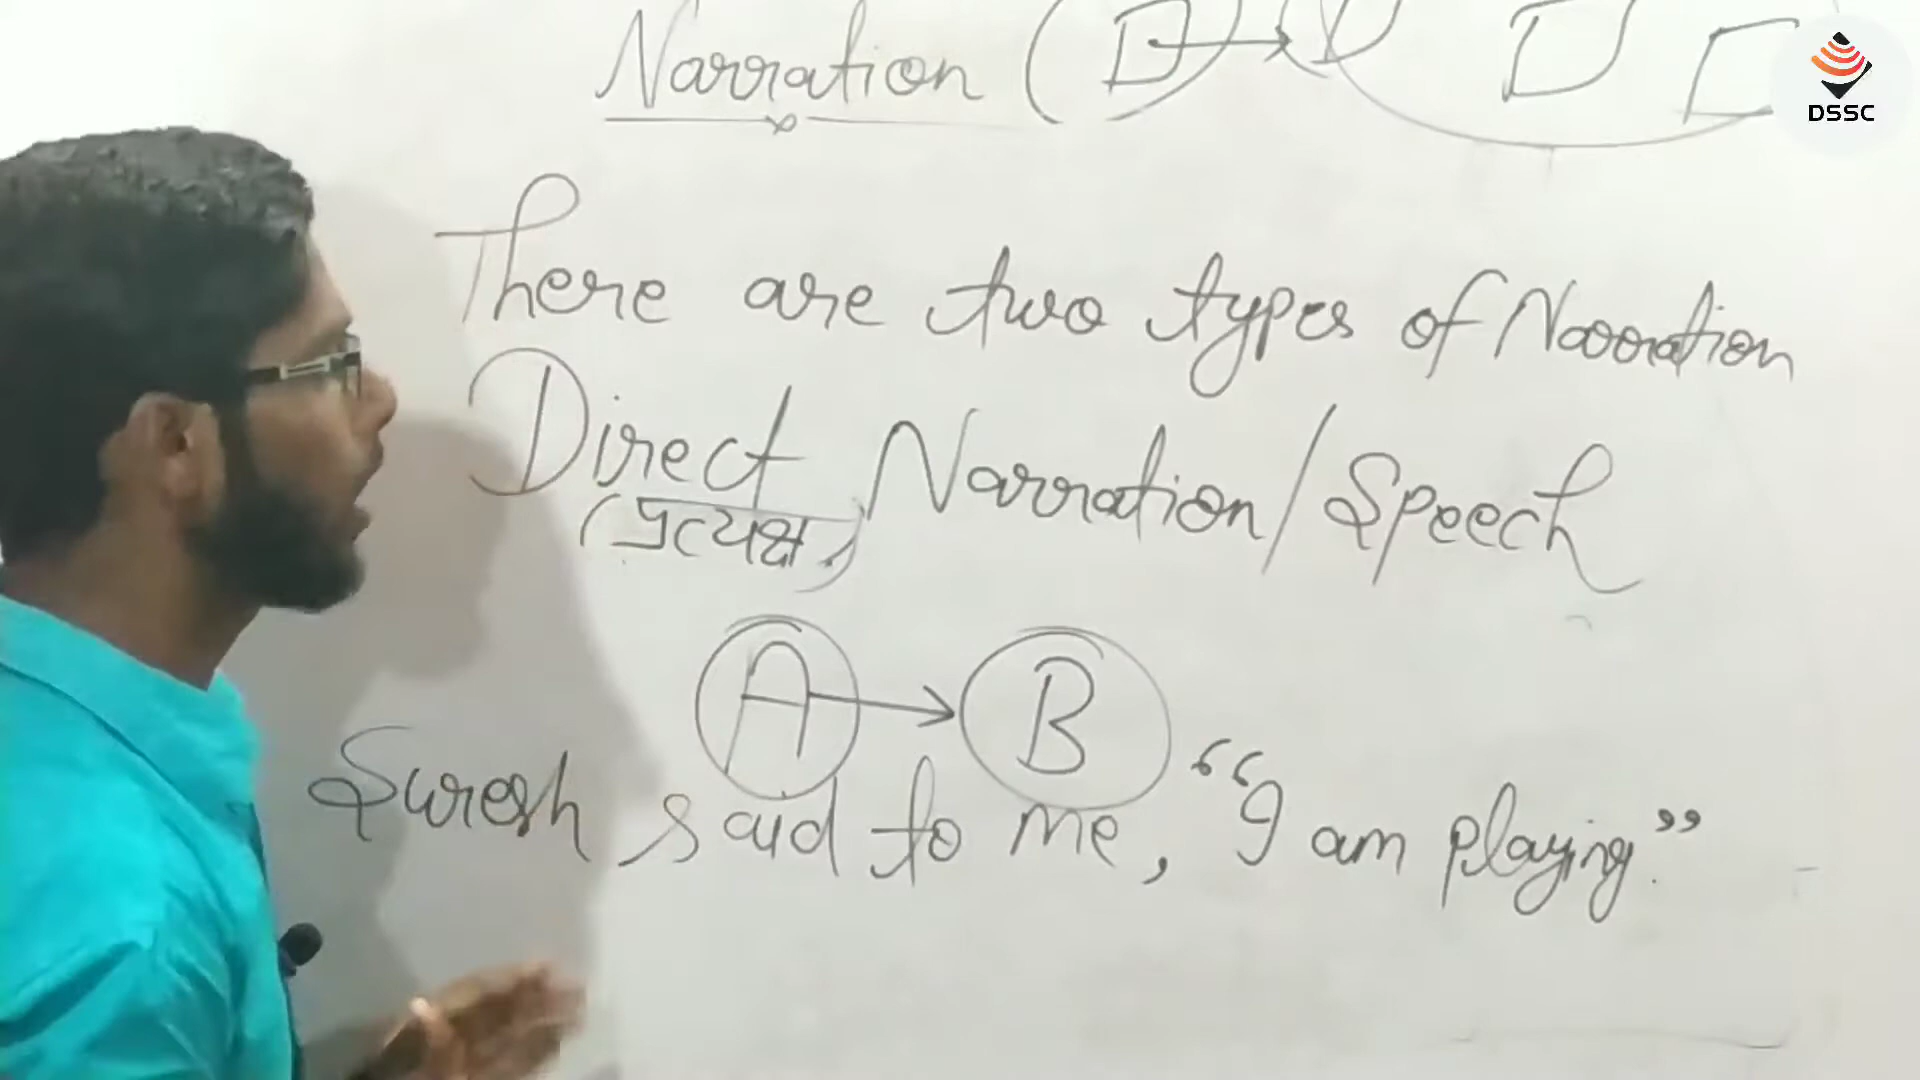 Narration (D → I
DSSC
There are two types of Narration
Direct Narration/Speech
(प्रत्यक्ष)
A → B
Suresh said to me, "I am playing."